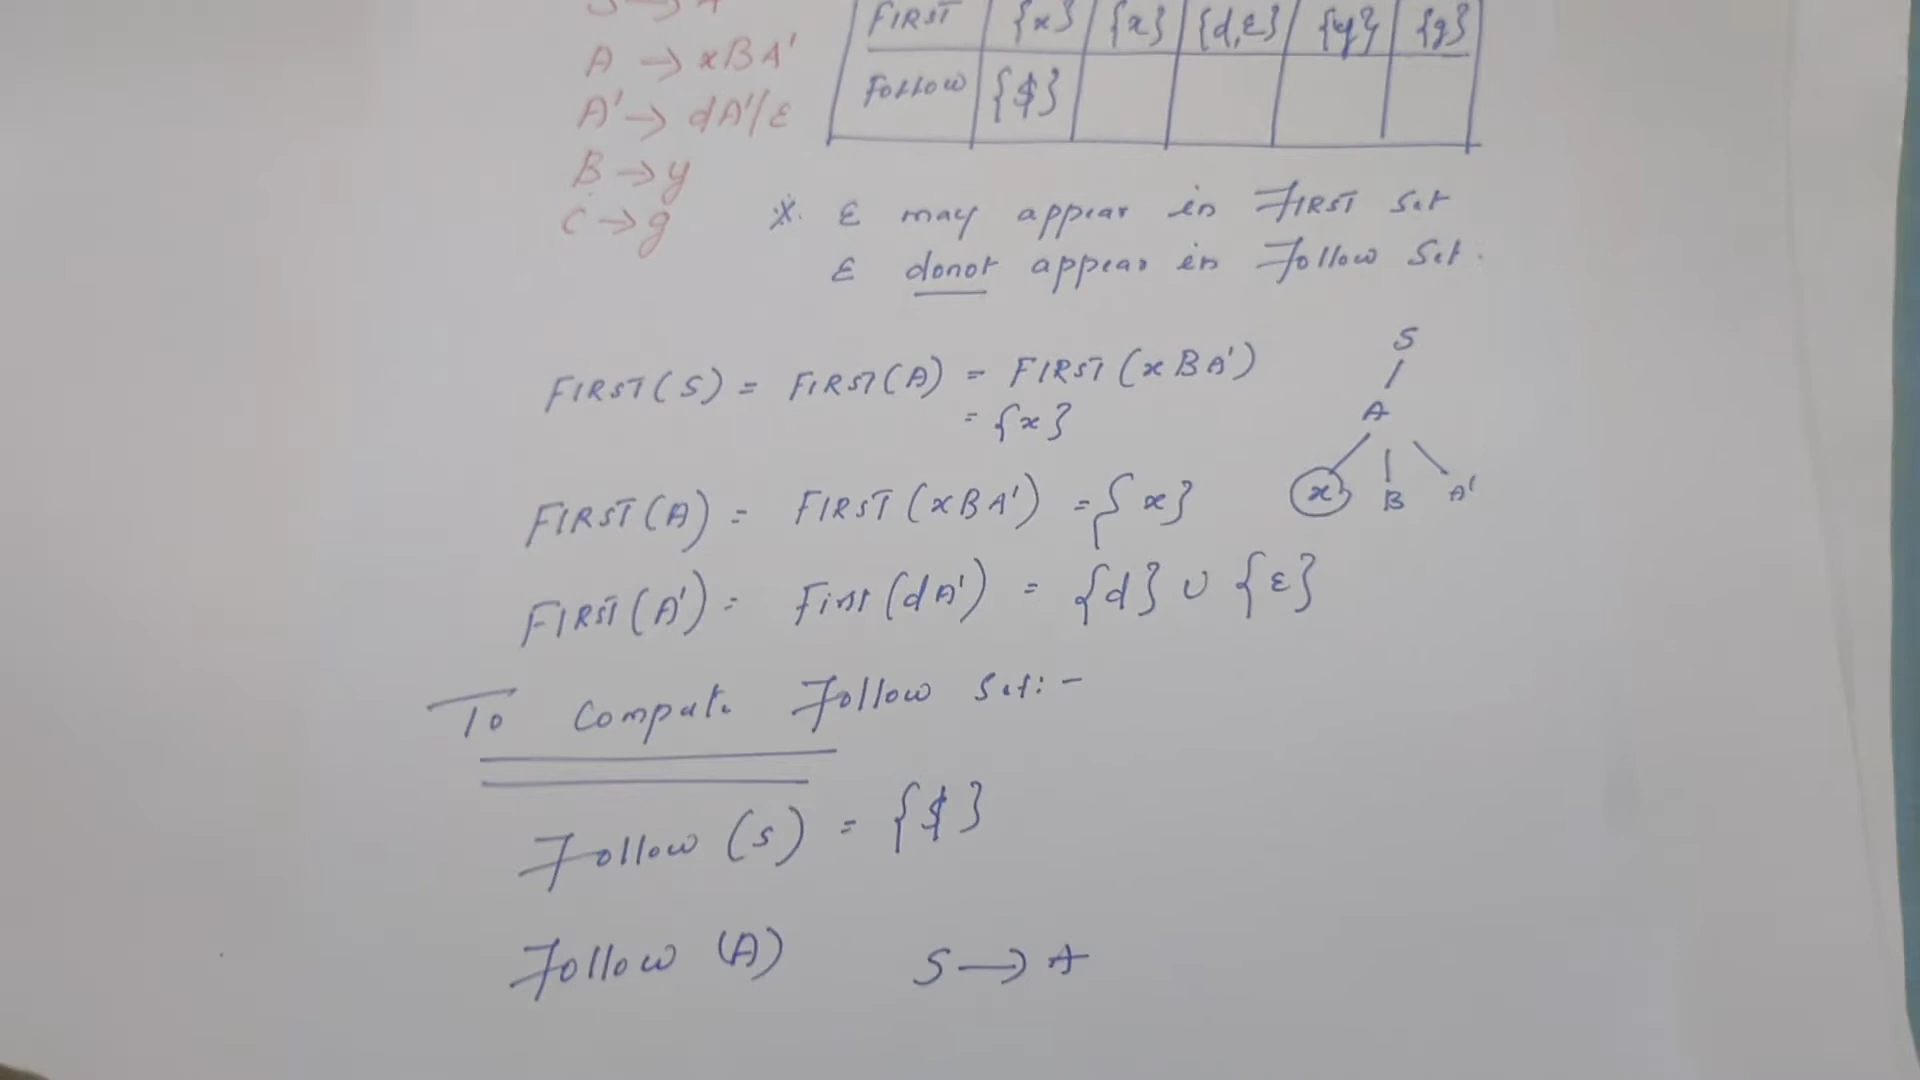 S → A
A → xBA'
A' → dA'/ε
B → y
C → g
FIRST {x} {x} {d,ε} {y} {g}
Follow {$}
* ε may appear in FIRST Set
ε donot appear in Follow Set.
FIRST(S) = FIRST(A) = FIRST(xBA')
= {x}
FIRST(A) = FIRST(xBA') = {x}
FIRST(A') = First(dA') = {d} ∪ {ε}
S
A
x B A'
To Compute Follow Set:-
Follow (S) = {$}
Follow (A) S → A